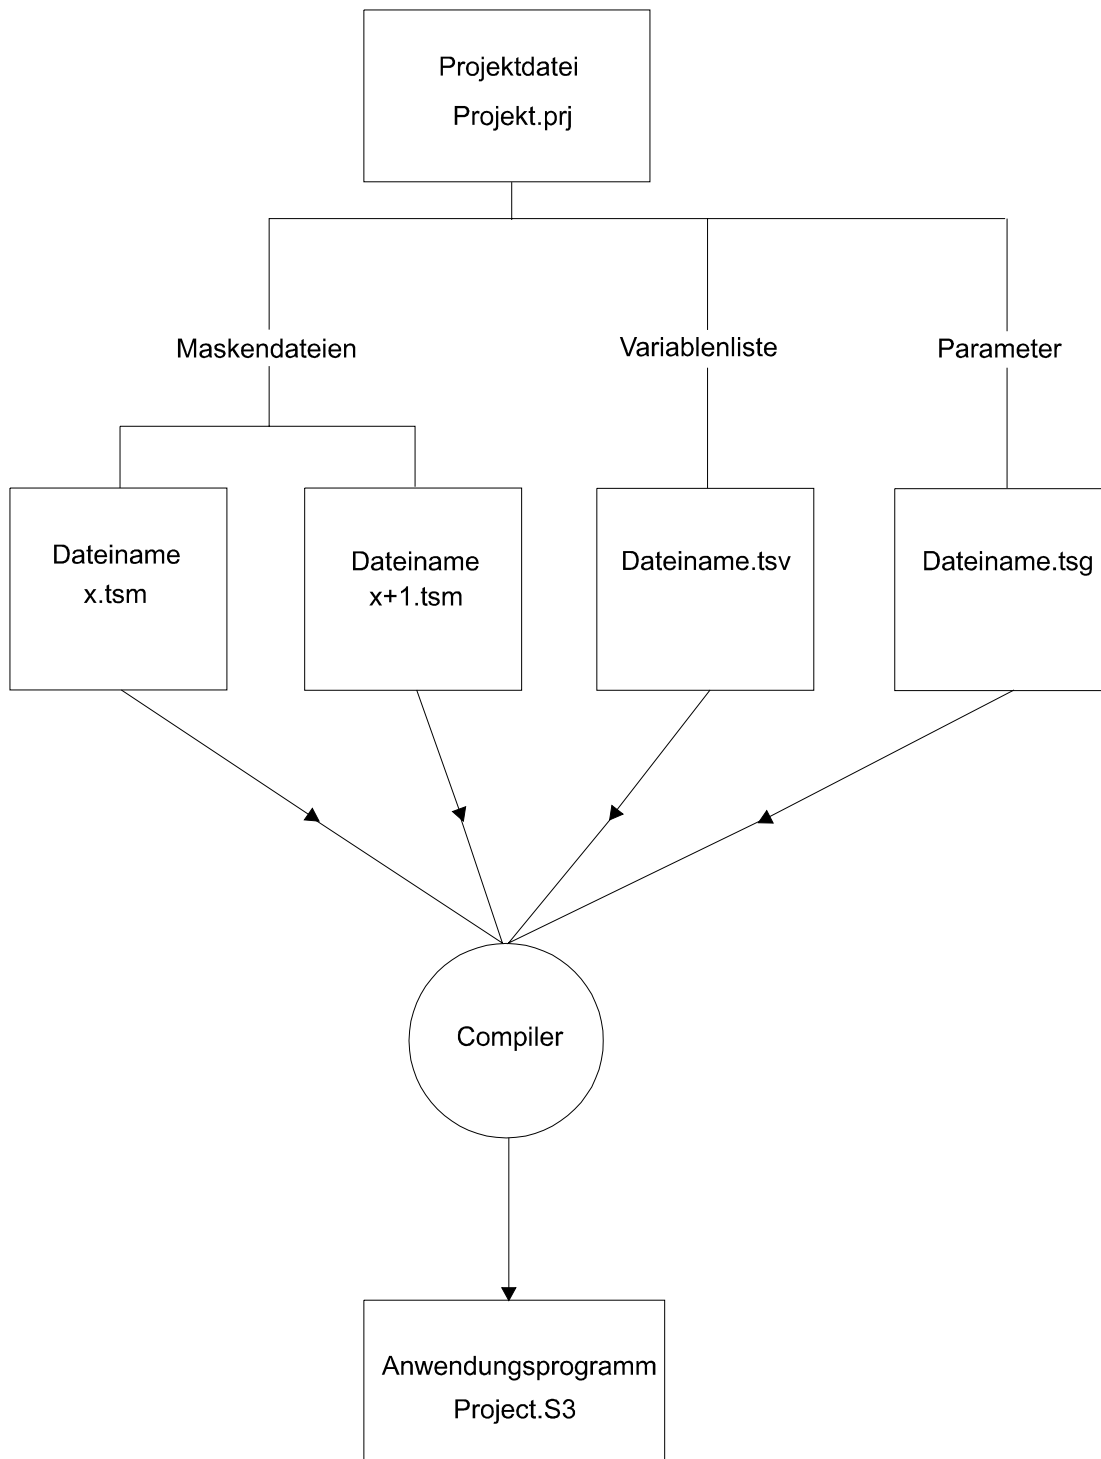 Projektdatei
Projekt.prj
Maskendateien
Variablenliste
Parameter
Dateiname
x.tsm
Dateiname
x+1.tsm
Dateiname.tsv
Dateiname.tsg
Compiler
Anwendungsprogramm
Project.S3